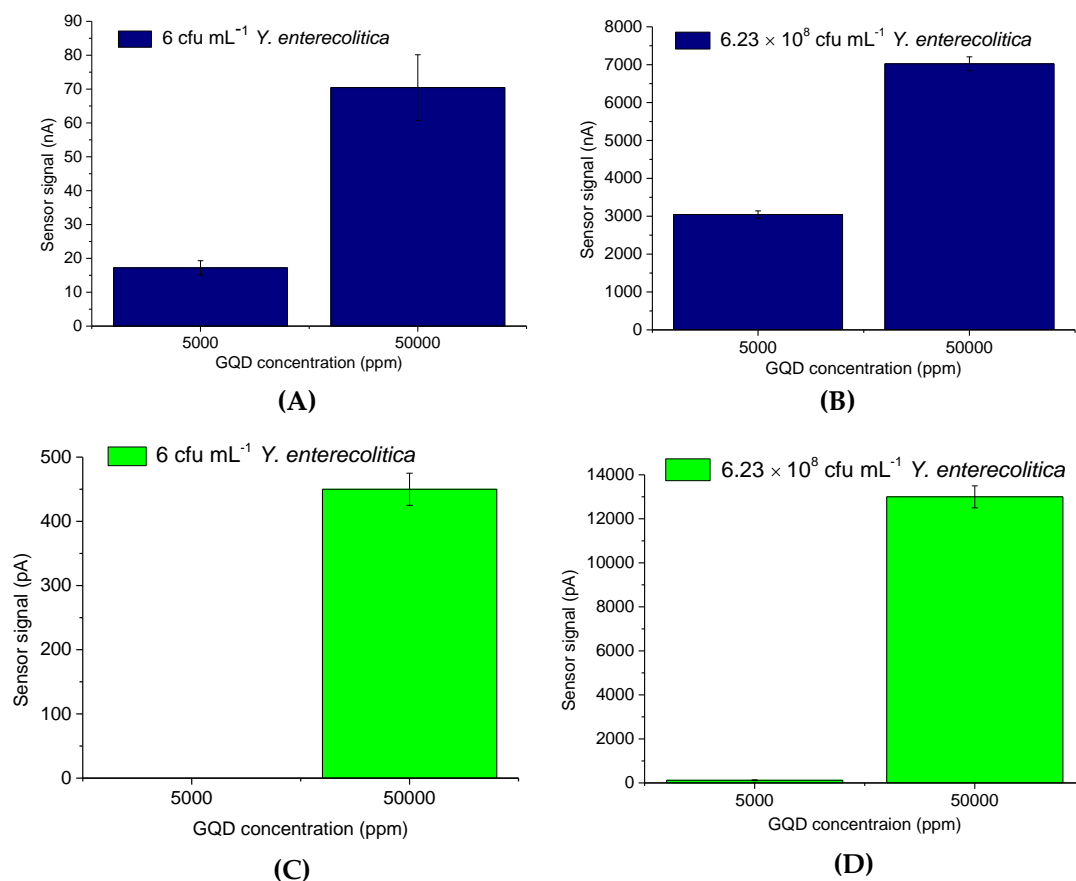 6 cfu mL⁻¹ Y. enterecolitica
90
80
70
60
50
40
30
20
10
0
Sensor signal (nA)
5000 50000
GQD concentration (ppm)
(A)
6.23 × 10⁸ cfu mL⁻¹ Y. enterecolitica
8000
7000
6000
5000
4000
3000
2000
1000
0
Sensor signal (nA)
5000 50000
GQD concentration (ppm)
(B)
6 cfu mL⁻¹ Y. enterecolitica
500
400
300
200
100
0
Sensor signal (pA)
5000 50000
GQD concentration (ppm)
(C)
6.23 × 10⁸ cfu mL⁻¹ Y. enterecolitica
14000
12000
10000
8000
6000
4000
2000
0
Sensor signal (pA)
5000 50000
GQD concentraion (ppm)
(D)